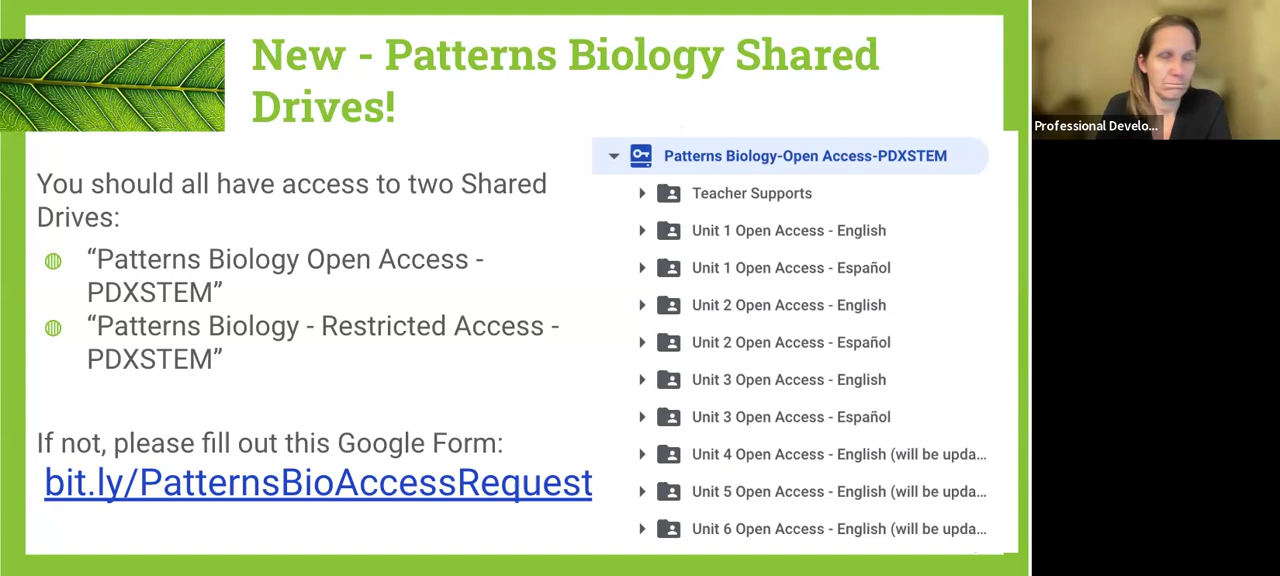 New - Patterns Biology Shared
Drives!
You should all have access to two Shared
Drives:
“Patterns Biology Open Access -
PDXSTEM”
“Patterns Biology - Restricted Access -
PDXSTEM”
If not, please fill out this Google Form:
bit.ly/PatternsBioAccessRequest
Patterns Biology-Open Access-PDXSTEM
Teacher Supports
Unit 1 Open Access - English
Unit 1 Open Access - Español
Unit 2 Open Access - English
Unit 2 Open Access - Español
Unit 3 Open Access - English
Unit 3 Open Access - Español
Unit 4 Open Access - English (will be upda...
Unit 5 Open Access - English (will be upda...
Unit 6 Open Access - English (will be upda...
Professional Develo...